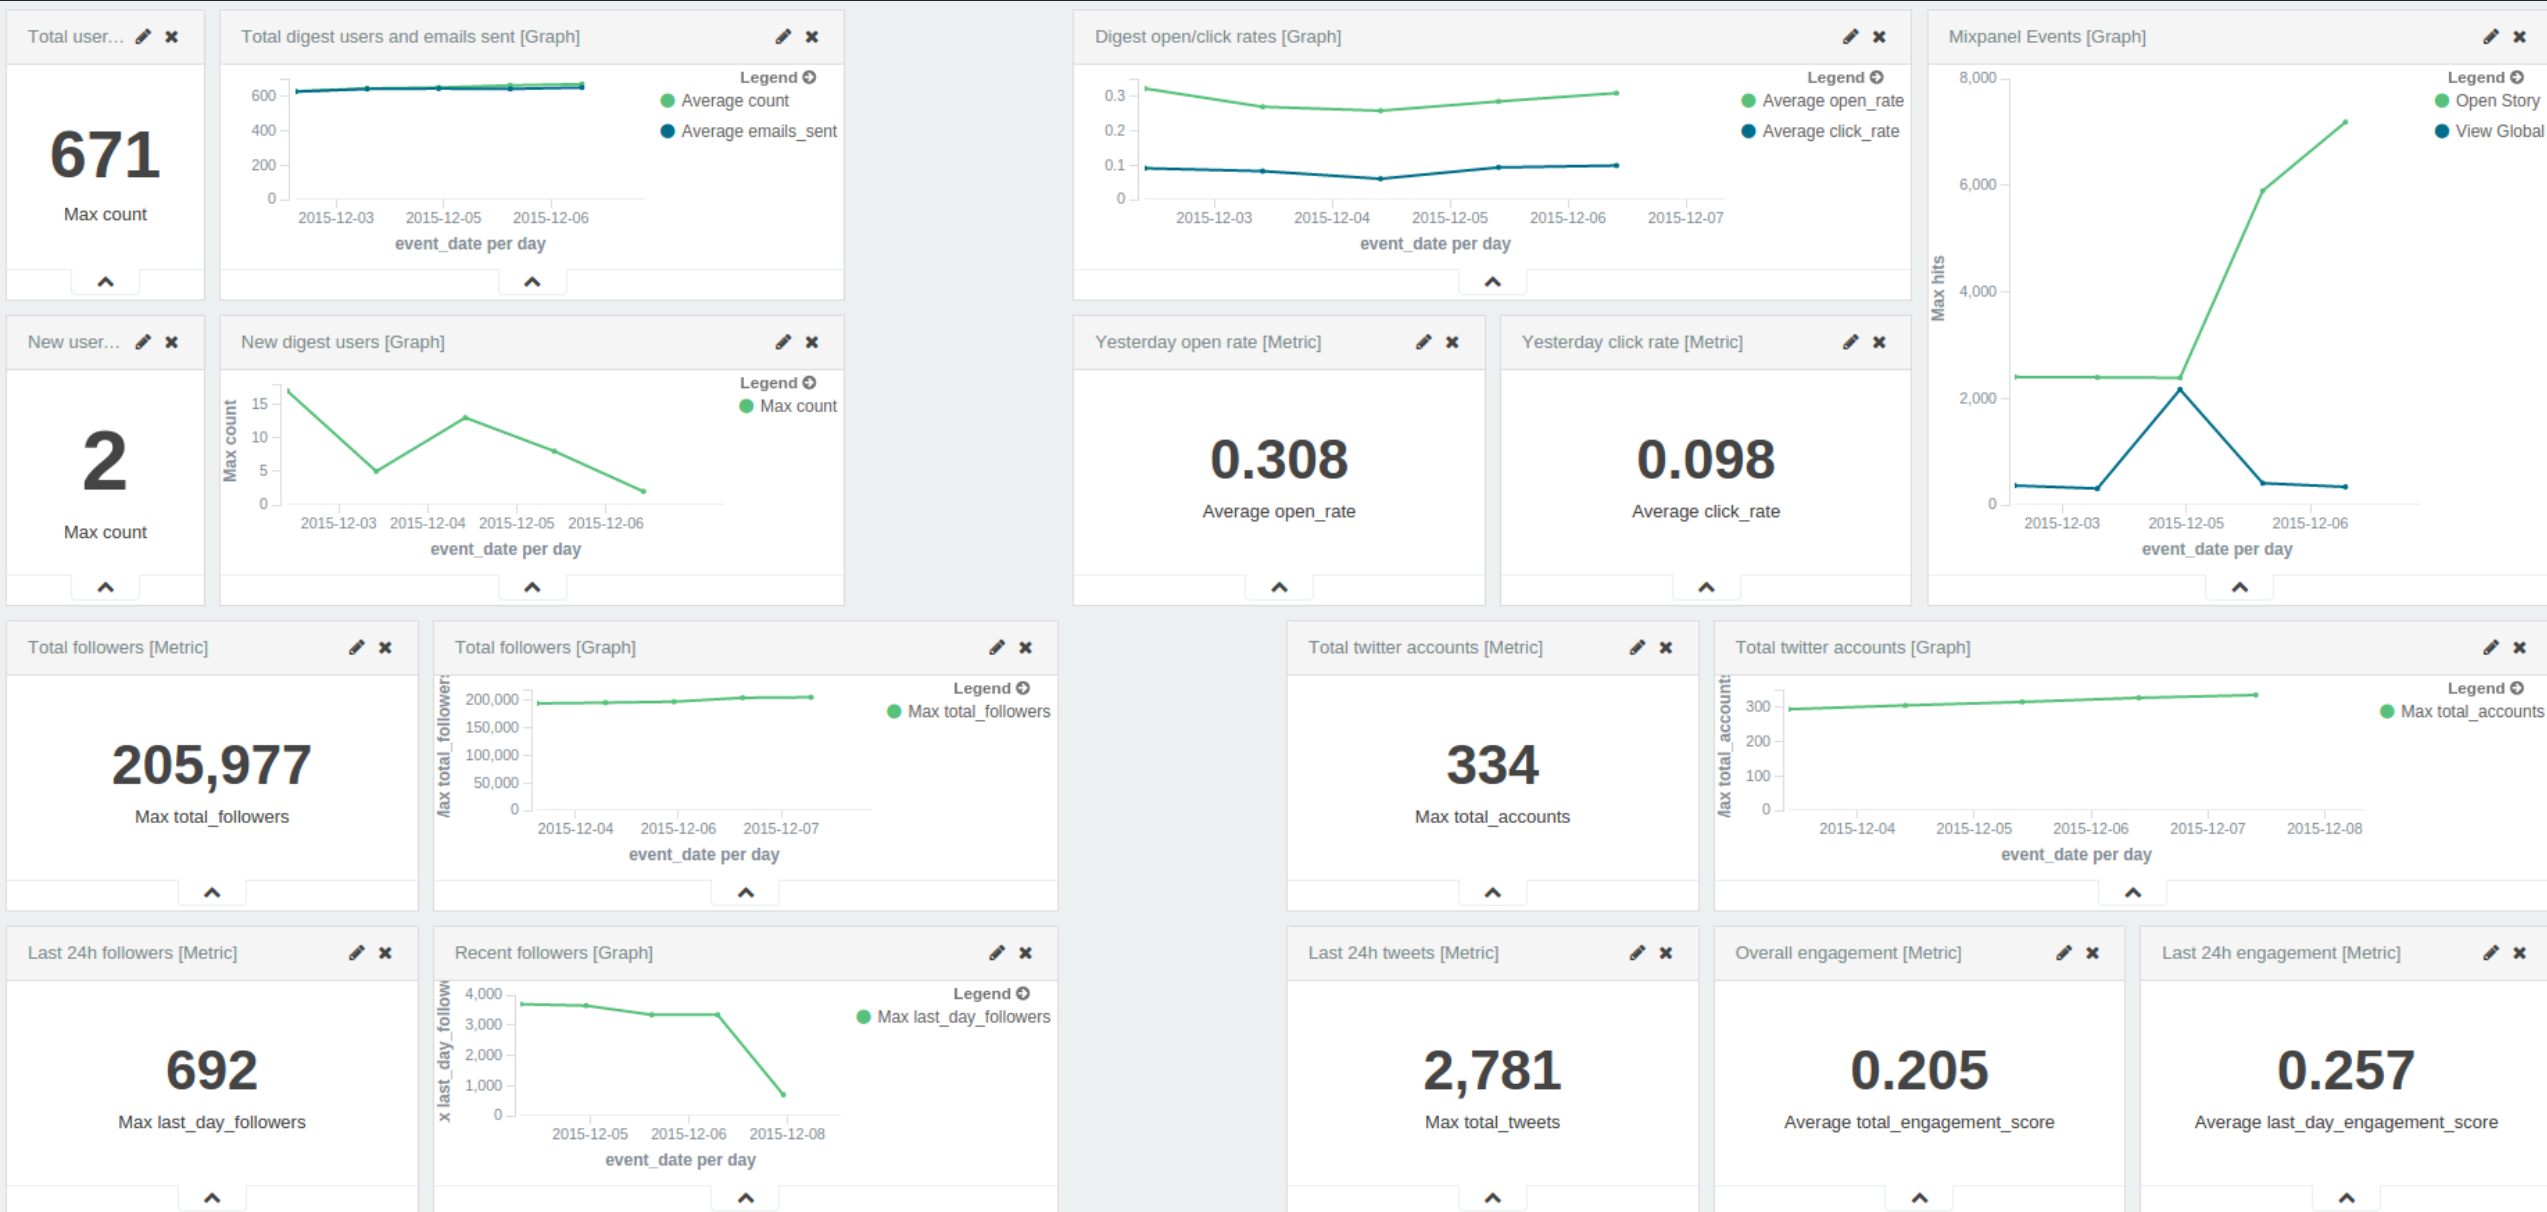 Total user...
671
Max count
Total digest users and emails sent [Graph]
Legend
Average count
Average emails_sent
600
400
200
0
2015-12-03
2015-12-05
2015-12-06
event_date per day
Digest open/click rates [Graph]
Legend
Average open_rate
Average click_rate
0.3
0.2
0.1
0
2015-12-03
2015-12-04
2015-12-05
2015-12-06
2015-12-07
event_date per day
Mixpanel Events [Graph]
Legend
Open Story
View Global
Max hits
8,000
6,000
4,000
2,000
0
2015-12-03
2015-12-05
2015-12-06
event_date per day
New user...
2
Max count
New digest users [Graph]
Legend
Max count
Max count
15
10
5
0
2015-12-03
2015-12-04
2015-12-05
2015-12-06
event_date per day
Yesterday open rate [Metric]
0.308
Average open_rate
Yesterday click rate [Metric]
0.098
Average click_rate
Total followers [Metric]
205,977
Max total_followers
Total followers [Graph]
Legend
Max total_followers
Max total_followers
200,000
150,000
100,000
50,000
0
2015-12-04
2015-12-06
2015-12-07
event_date per day
Total twitter accounts [Metric]
334
Max total_accounts
Total twitter accounts [Graph]
Legend
Max total_accounts
Max total_accounts
300
200
100
0
2015-12-04
2015-12-05
2015-12-06
2015-12-07
2015-12-08
event_date per day
Last 24h followers [Metric]
692
Max last_day_followers
Recent followers [Graph]
Legend
Max last_day_followers
x last_day_follow
4,000
3,000
2,000
1,000
0
2015-12-05
2015-12-06
2015-12-08
event_date per day
Last 24h tweets [Metric]
2,781
Max total_tweets
Overall engagement [Metric]
0.205
Average total_engagement_score
Last 24h engagement [Metric]
0.257
Average last_day_engagement_score